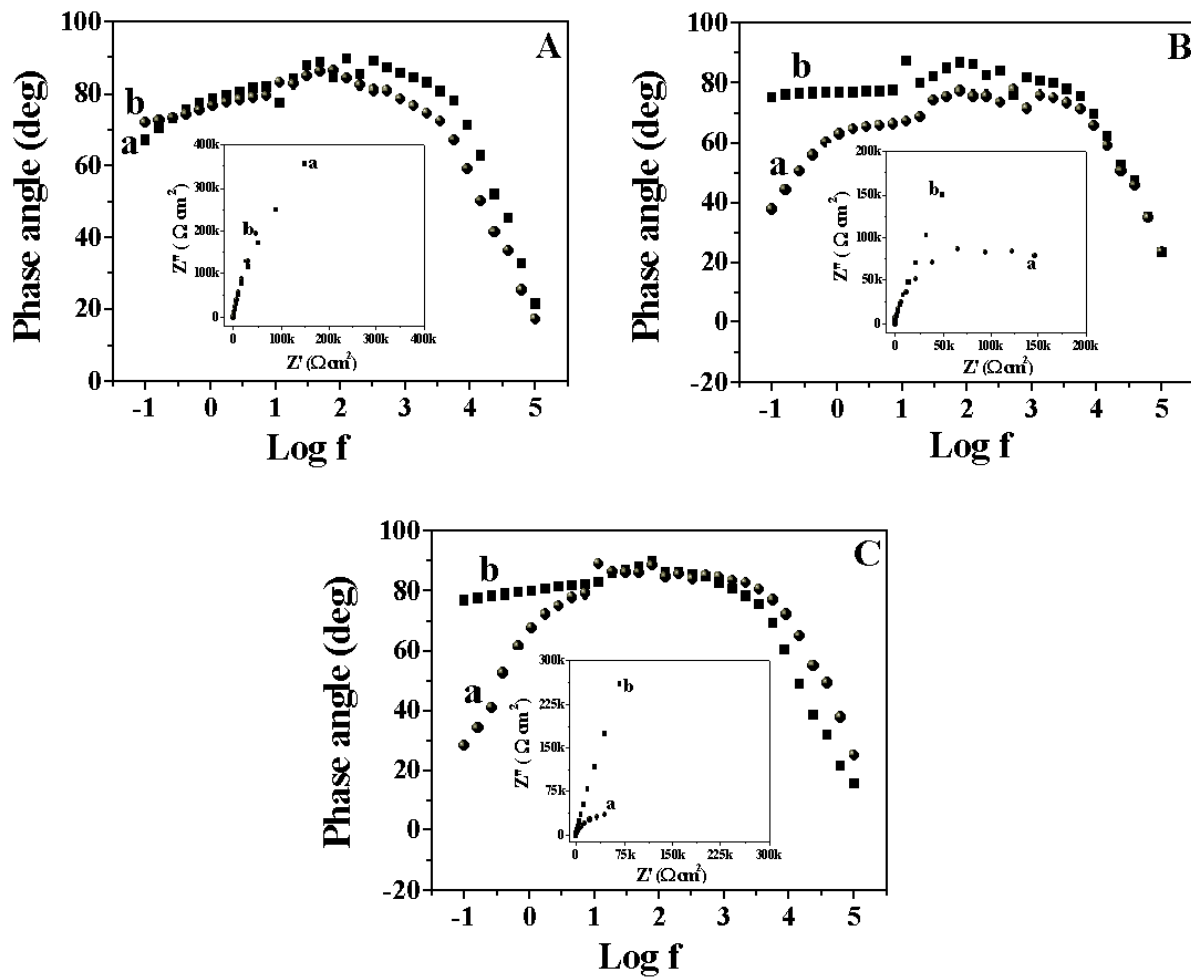 A
Phase angle (deg)
100
80
60
40
20
0
b
a
400k
300k
200k
100k
0
Z'' ( Ω cm²)
a
b
0 100k 200k 300k 400k
Z' (Ω cm²)
-1 0 1 2 3 4 5
Log f
B
Phase angle (deg)
100
80
60
40
20
0
-20
b
a
200k
150k
100k
50k
0
Z'' ( Ω cm²)
b
a
0 50k 100k 150k 200k
Z' (Ω cm²)
-1 0 1 2 3 4 5
Log f
C
Phase angle (deg)
100
80
60
40
20
0
-20
b
a
300k
225k
150k
75k
0
Z'' ( Ω cm²)
b
a
0 75k 150k 225k 300k
Z' (Ω cm²)
-1 0 1 2 3 4 5
Log f